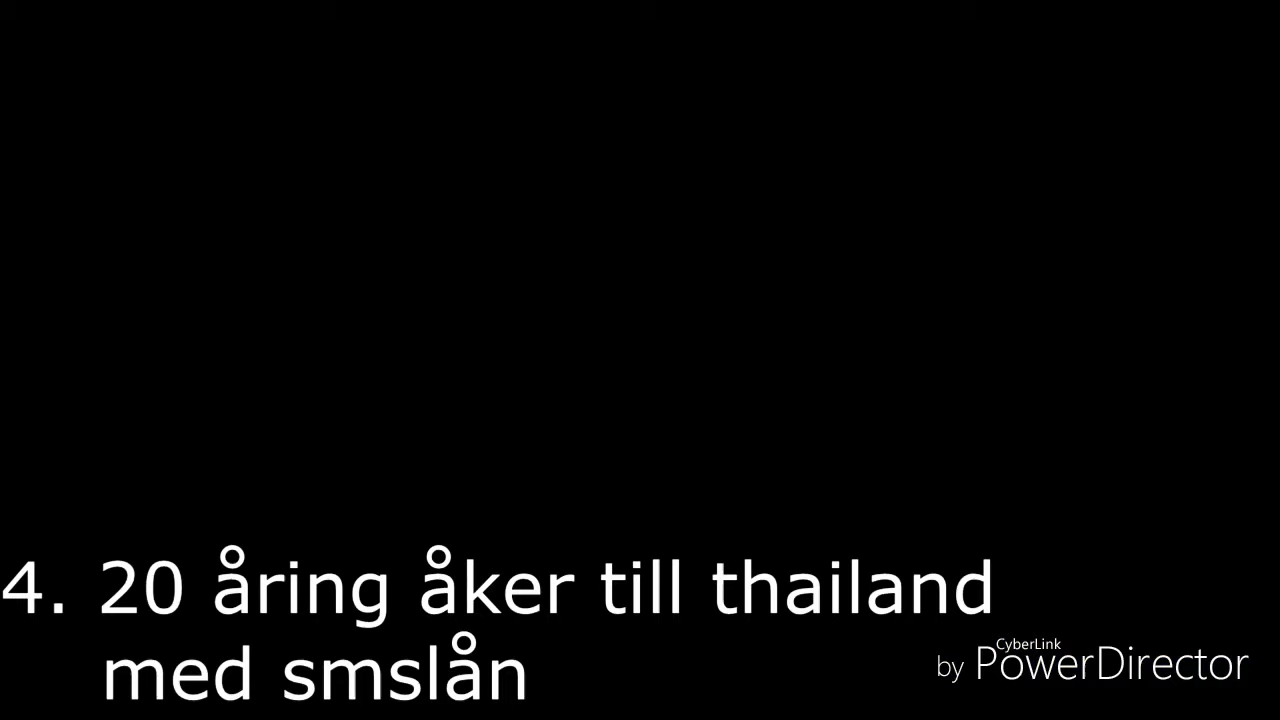 4. 20 åring åker till thailand
med smslån
CyberLink
by PowerDirector